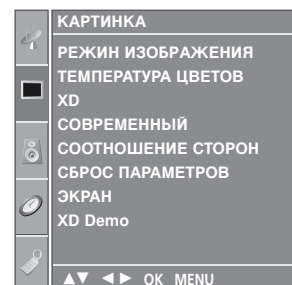 КАРТИНКА
РЕЖИН ИЗОБРАЖЕНИЯ
ТЕМПЕРАТУРА ЦВЕТОВ
XD
СОВРЕМЕННЫЙ
СООТНОШЕНИЕ СТОРОН
СБРОС ПАРАМЕТРОВ
ЭКРАН
XD Demo
▲▼ ◄► OK MENU